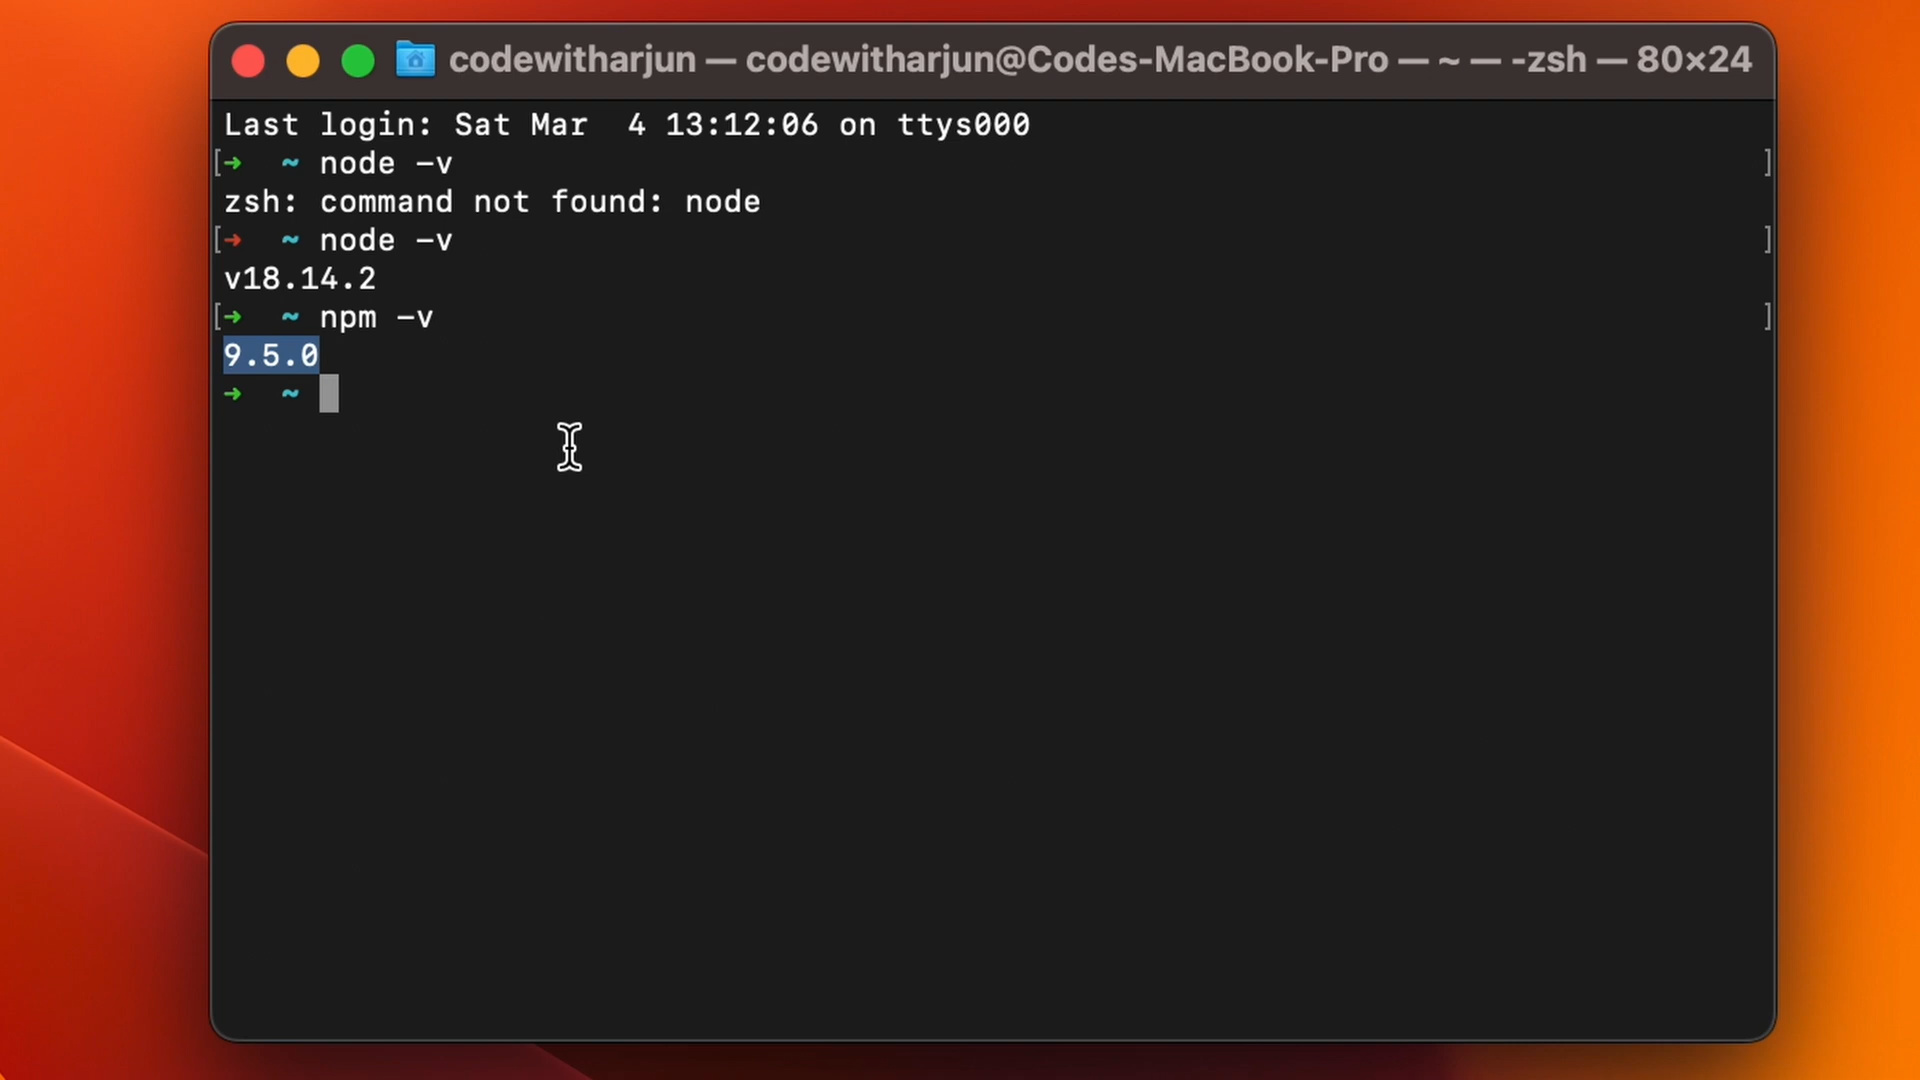 codewitharjun — codewitharjun@Codes-MacBook-Pro — ~ — -zsh — 80×24
Last login: Sat Mar  4 13:12:06 on ttys000
[→  ~ node -v ]
zsh: command not found: node
[→  ~ node -v ]
v18.14.2
[→  ~ npm -v ]
9.5.0
→  ~